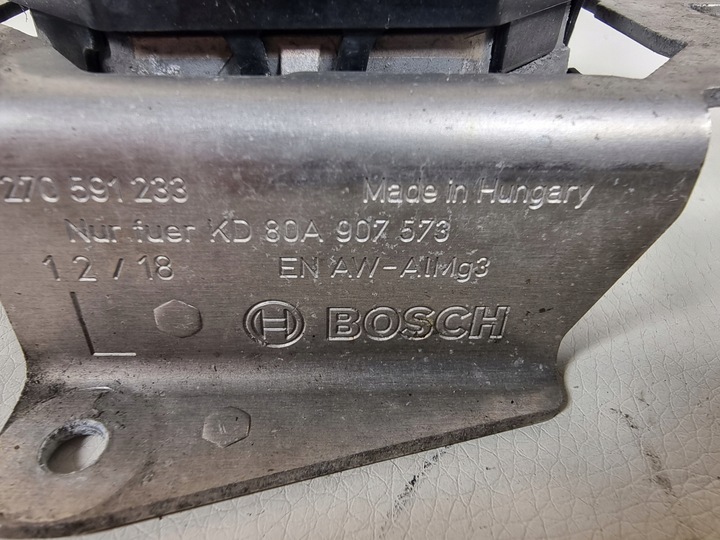 270 591 233 Made in Hungary
Nur fuer KD 80A 907 573
12/18 EN AW-AlMg3
BOSCH